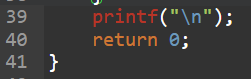 39 printf("\n");
40 return 0;
41 }